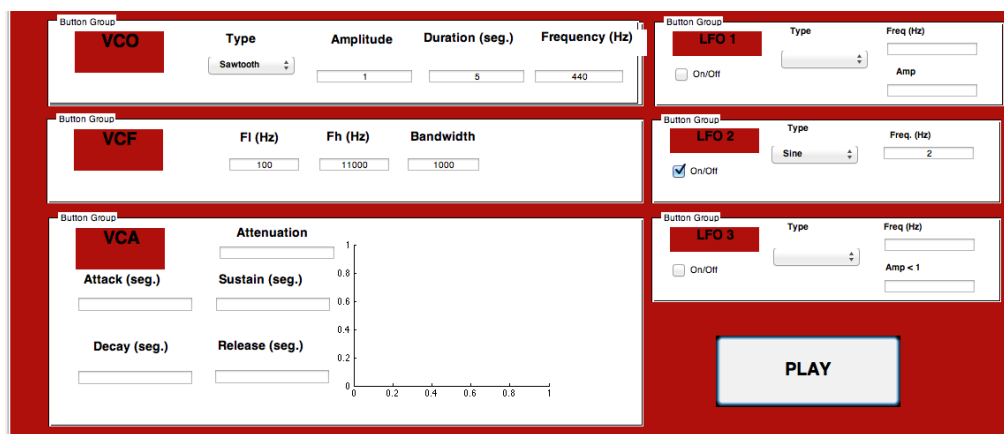 Button Group
VCO
Type
Amplitude
Duration (seg.)
Frequency (Hz)
Sawtooth
1
5
440
Button Group
LFO 1
Type
Freq (Hz)
On/Off
Amp
Button Group
VCF
Fl (Hz)
Fh (Hz)
Bandwidth
100
11000
1000
Button Group
LFO 2
Type
Freq. (Hz)
Sine
2
On/Off
Button Group
VCA
Attenuation
Attack (seg.)
Sustain (seg.)
Decay (seg.)
Release (seg.)
1
0.8
0.6
0.4
0.2
0
0 0.2 0.4 0.6 0.8 1
Button Group
LFO 3
Type
Freq (Hz)
On/Off
Amp < 1
PLAY